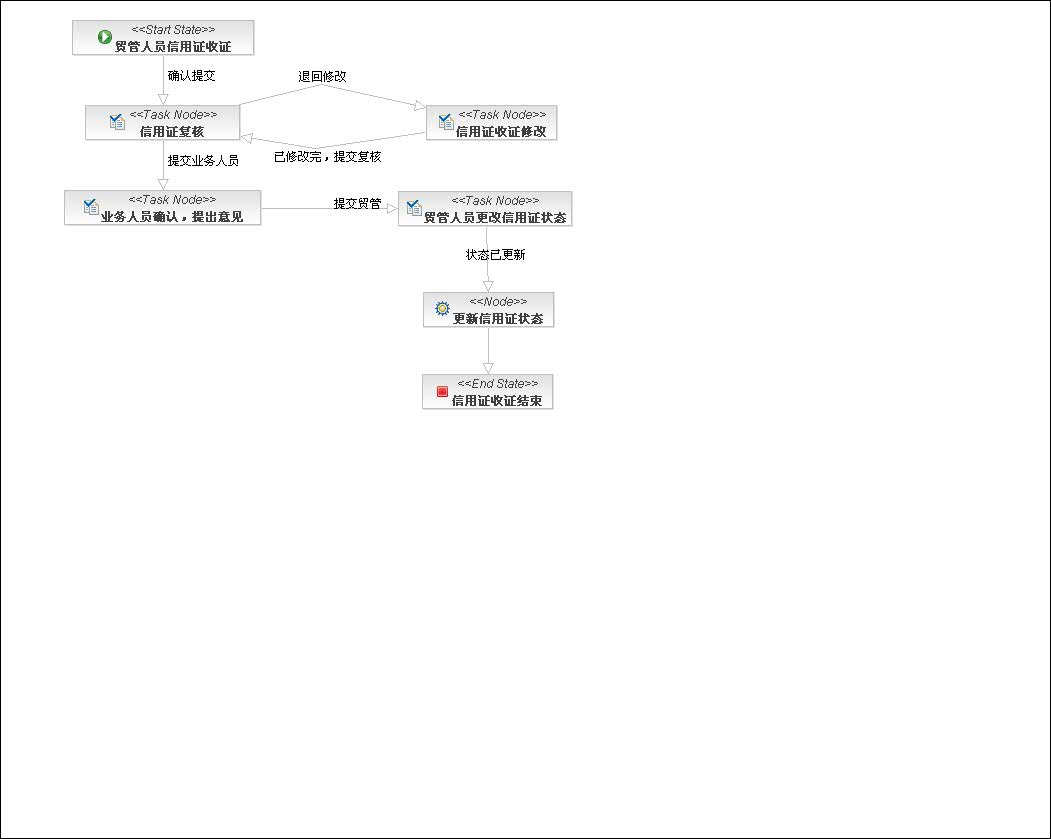 <<Start State>>
贸管人员信用证收证
确认提交
退回修改
<<Task Node>>
信用证复核
<<Task Node>>
信用证收证修改
已修改完，提交复核
提交业务人员
<<Task Node>>
业务人员确认，提出意见
提交贸管
<<Task Node>>
贸管人员更改信用证状态
状态已更新
<<Node>>
更新信用证状态
<<End State>>
信用证收证结束